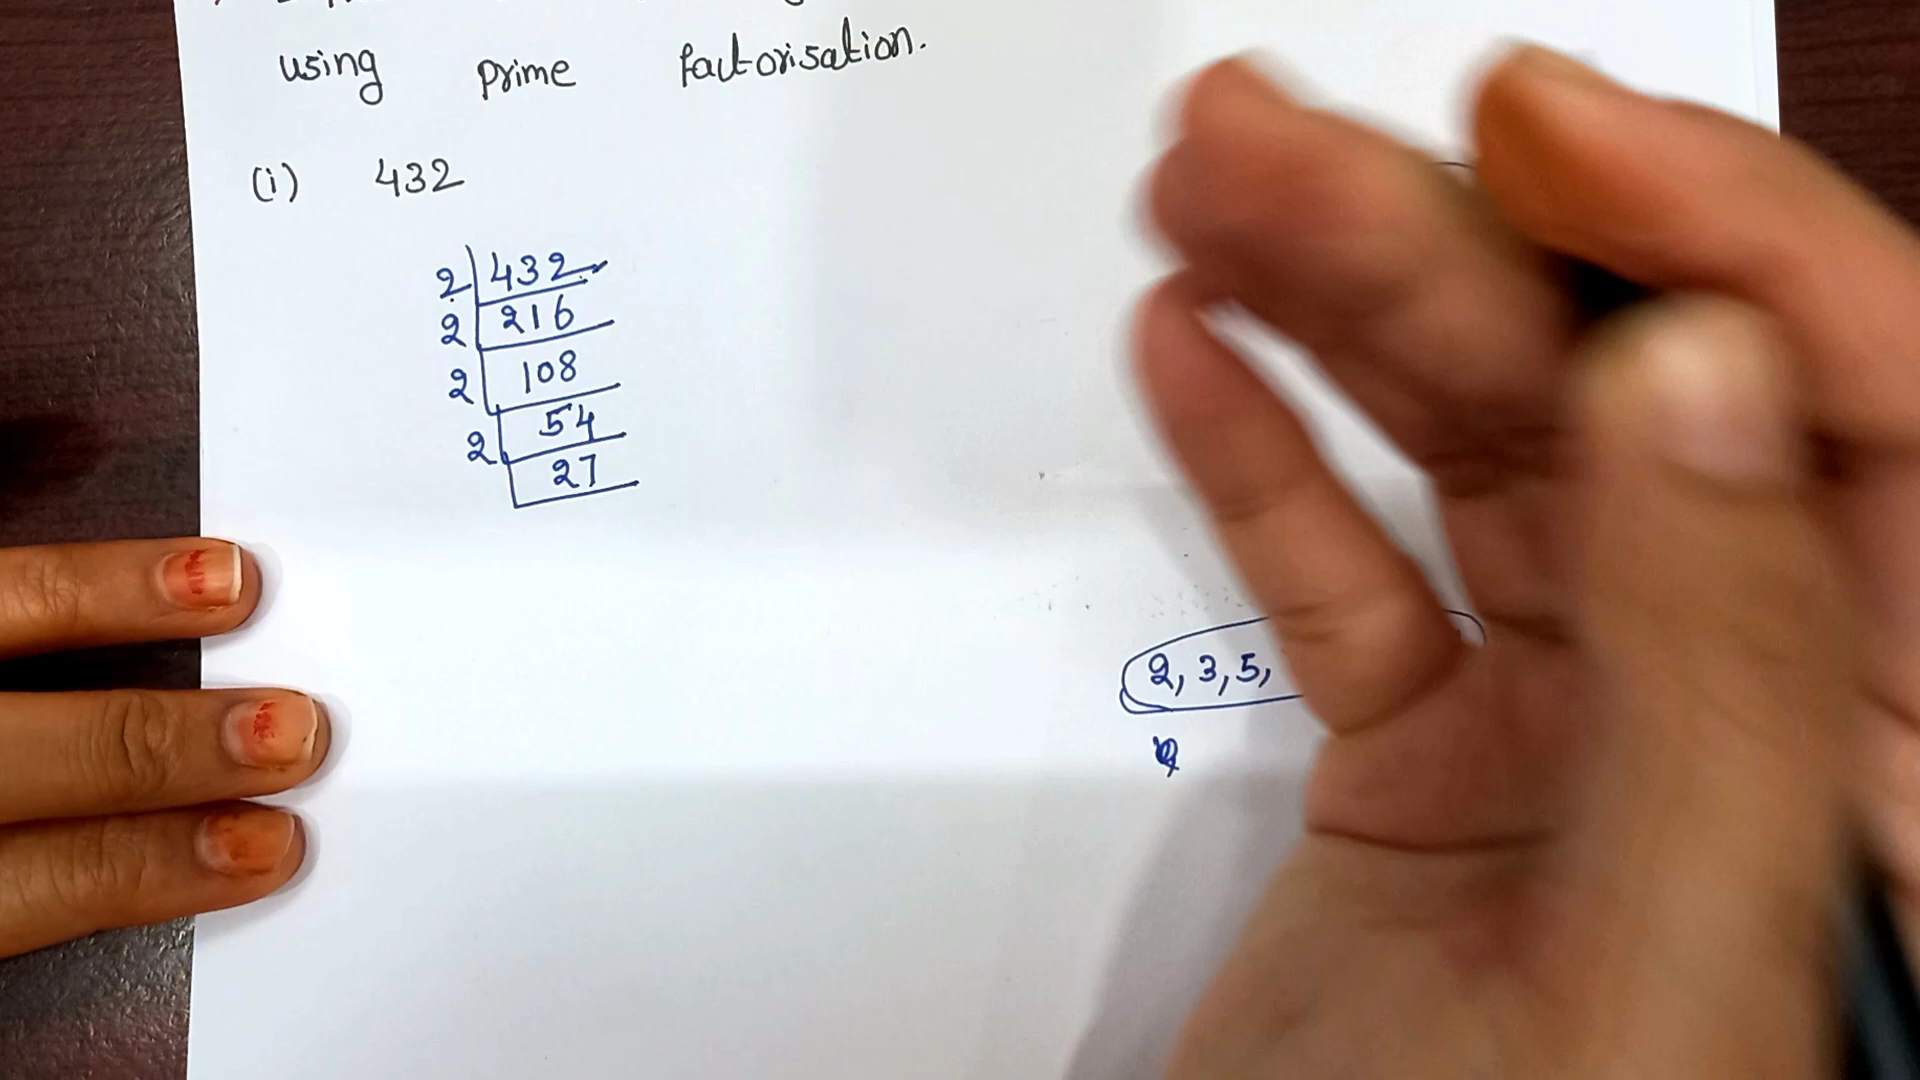 using prime factorisation.
(i) 432
2 432
2 216
2 108
2 54
27
2, 3, 5,